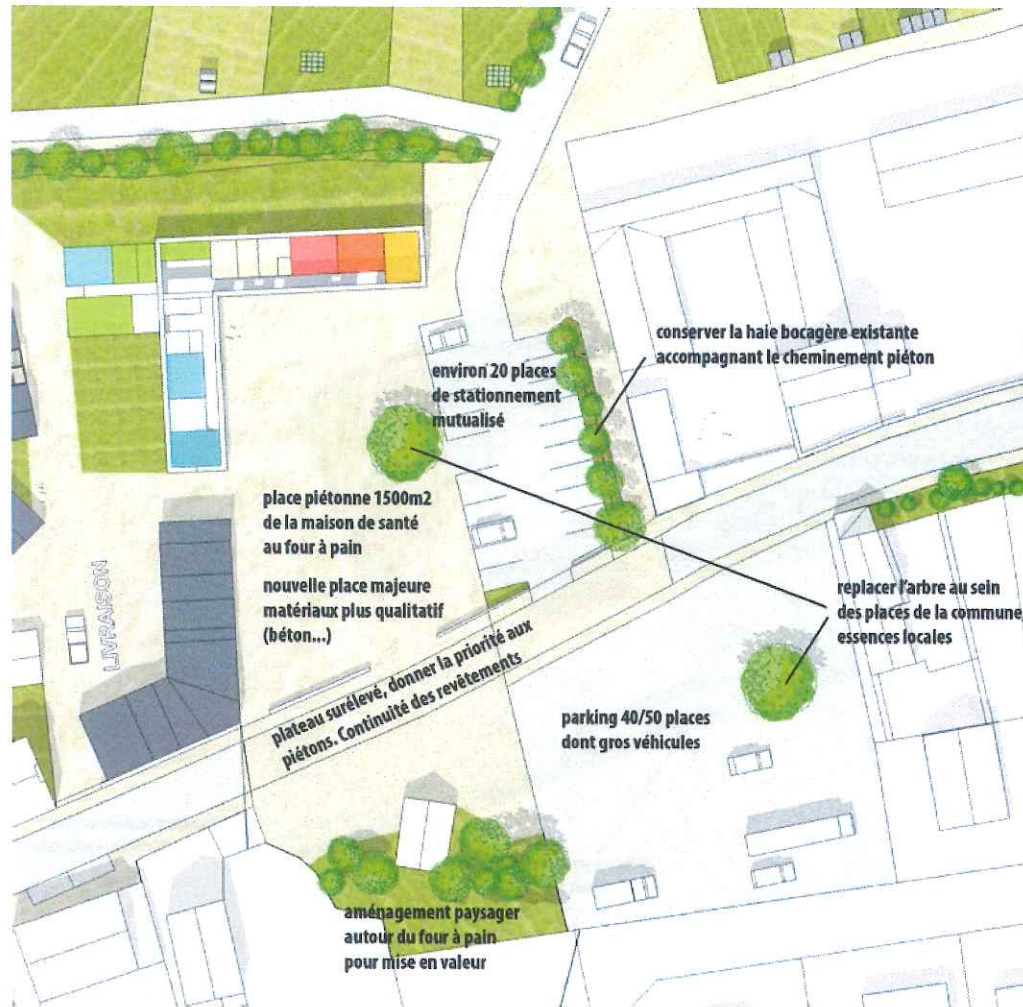 conserver la haie bocagère existante
accompagnant le cheminement piéton
environ 20 places
de stationnement
mutualisé
place piétonne 1500m2
de la maison de santé
au four à pain
nouvelle place majeure
matériaux plus qualitatif
(béton...)
LIVRAISON
replacer l'arbre au sein
des places de la commune,
essences locales
plateau surélevé, donner la priorité aux
piétons. Continuité des revêtements
parking 40/50 places
dont gros véhicules
aménagement paysager
autour du four à pain
pour mise en valeur